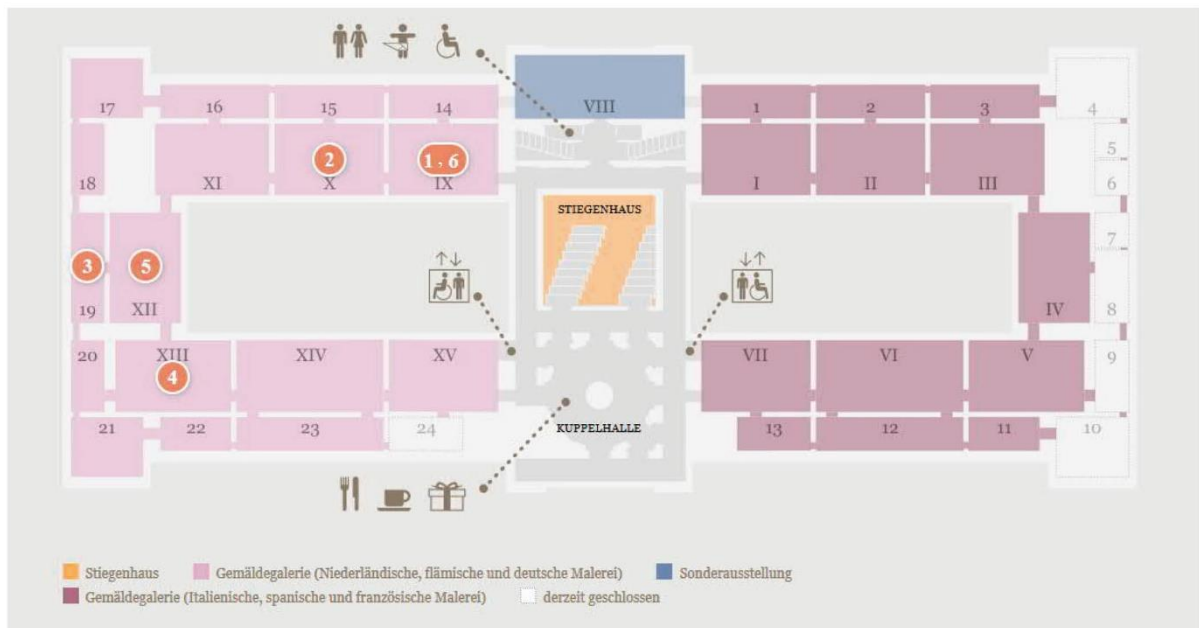 VIII
17
16
15
14
1
2
3
4
2
1 , 6
5
18
XI
X
IX
I
II
III
6
STIEGENHAUS
7
3
5
19
XII
IV
8
20
XIII
XIV
XV
VII
VI
V
9
4
21
22
23
24
KUPPELHALLE
13
12
11
10
Stiegenhaus
Gemäldegalerie (Niederländische, flämische und deutsche Malerei)
Sonderausstellung
Gemäldegalerie (Italienische, spanische und französische Malerei)
derzeit geschlossen